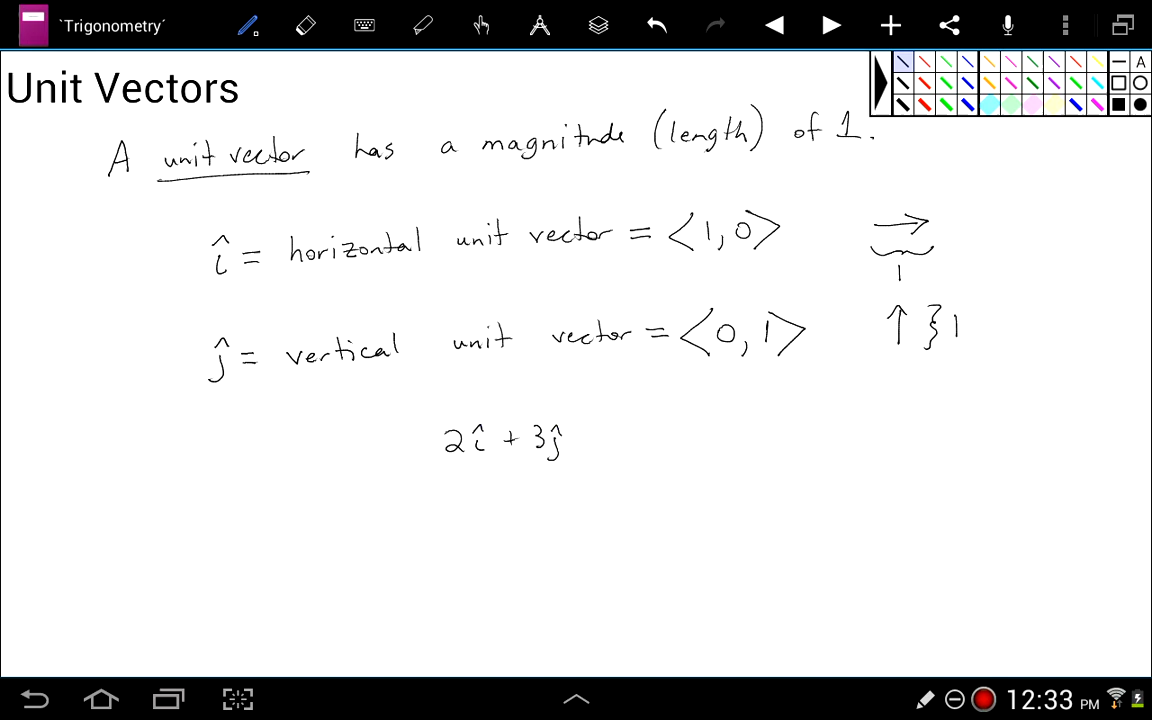 `Trigonometry´
A
Unit Vectors
A unit vector has a magnitude (length) of 1.
î = horizontal unit vector = <1, 0>
1
ĵ = vertical unit vector = <0, 1> } 1
2î + 3ĵ
12:33 PM